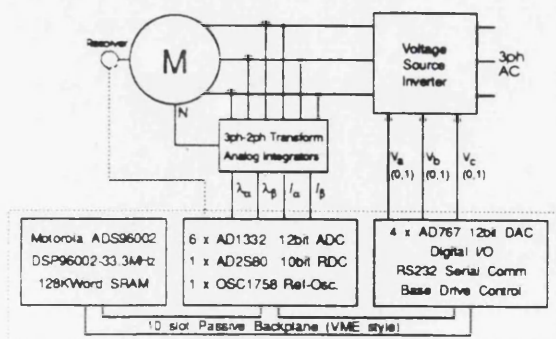 Resolver
M
N
Voltage
Source
Inverter
3ph
AC
3ph-2ph Transform
Analog Integrators
Va
(0,1)
Vb
(0,1)
Vc
(0,1)
λα
λβ
Iα
Iβ
Motorola ADS96002
DSP96002-33.3MHz
128KWord SRAM
6 x AD1332 12bit ADC
1 x AD2S80 10bit RDC
1 x OSC1758 Ref-Osc.
4 x AD767 12bit DAC
Digital I/O
RS232 Serial Comm
Base Drive Control
10 slot Passive Backplane (VME style)